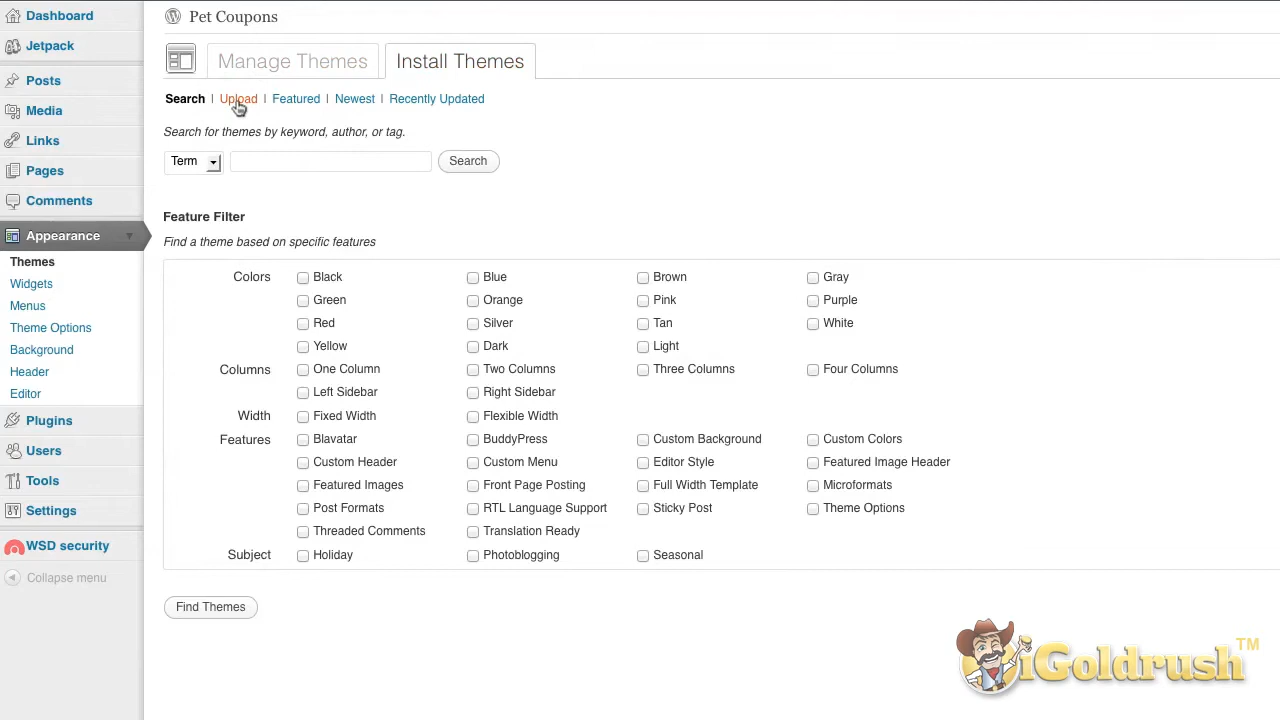 Dashboard
Jetpack
Posts
Media
Links
Pages
Comments
Appearance
Themes
Widgets
Menus
Theme Options
Background
Header
Editor
Plugins
Users
Tools
Settings
WSD security
Collapse menu
Pet Coupons
Manage Themes Install Themes
Search | Upload | Featured | Newest | Recently Updated
Search for themes by keyword, author, or tag.
Term Search
Feature Filter
Find a theme based on specific features
Colors Black Blue Brown Gray
Green Orange Pink Purple
Red Silver Tan White
Yellow Dark Light
Columns One Column Two Columns Three Columns Four Columns
Left Sidebar Right Sidebar
Width Fixed Width Flexible Width
Features Blavatar BuddyPress Custom Background Custom Colors
Custom Header Custom Menu Editor Style Featured Image Header
Featured Images Front Page Posting Full Width Template Microformats
Post Formats RTL Language Support Sticky Post Theme Options
Threaded Comments Translation Ready
Subject Holiday Photoblogging Seasonal
Find Themes
iGoldrush™